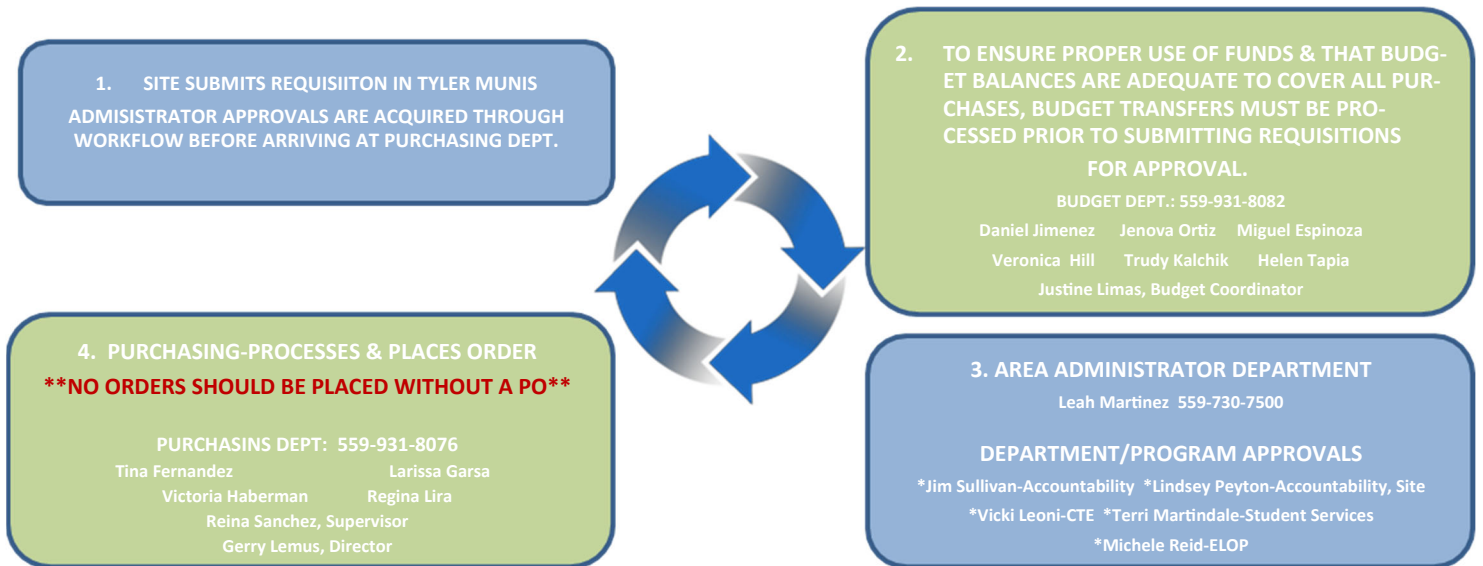 1. SITE SUBMITS REQUISIITON IN TYLER MUNIS
ADMISISTRATOR APPROVALS ARE ACQUIRED THROUGH
WORKFLOW BEFORE ARRIVING AT PURCHASING DEPT.
2. TO ENSURE PROPER USE OF FUNDS & THAT BUDG-
ET BALANCES ARE ADEQUATE TO COVER ALL PUR-
CHASES, BUDGET TRANSFERS MUST BE PRO-
CESSED PRIOR TO SUBMITTING REQUISITIONS
FOR APPROVAL.
BUDGET DEPT.: 559-931-8082
Daniel Jimenez Jenova Ortiz Miguel Espinoza
Veronica Hill Trudy Kalchik Helen Tapia
Justine Limas, Budget Coordinator
3. AREA ADMINISTRATOR DEPARTMENT
Leah Martinez 559-730-7500
DEPARTMENT/PROGRAM APPROVALS
*Jim Sullivan-Accountability *Lindsey Peyton-Accountability, Site
*Vicki Leoni-CTE *Terri Martindale-Student Services
*Michele Reid-ELOP
4. PURCHASING-PROCESSES & PLACES ORDER
**NO ORDERS SHOULD BE PLACED WITHOUT A PO**
PURCHASINS DEPT: 559-931-8076
Tina Fernandez Larissa Garsa
Victoria Haberman Regina Lira
Reina Sanchez, Supervisor
Gerry Lemus, Director